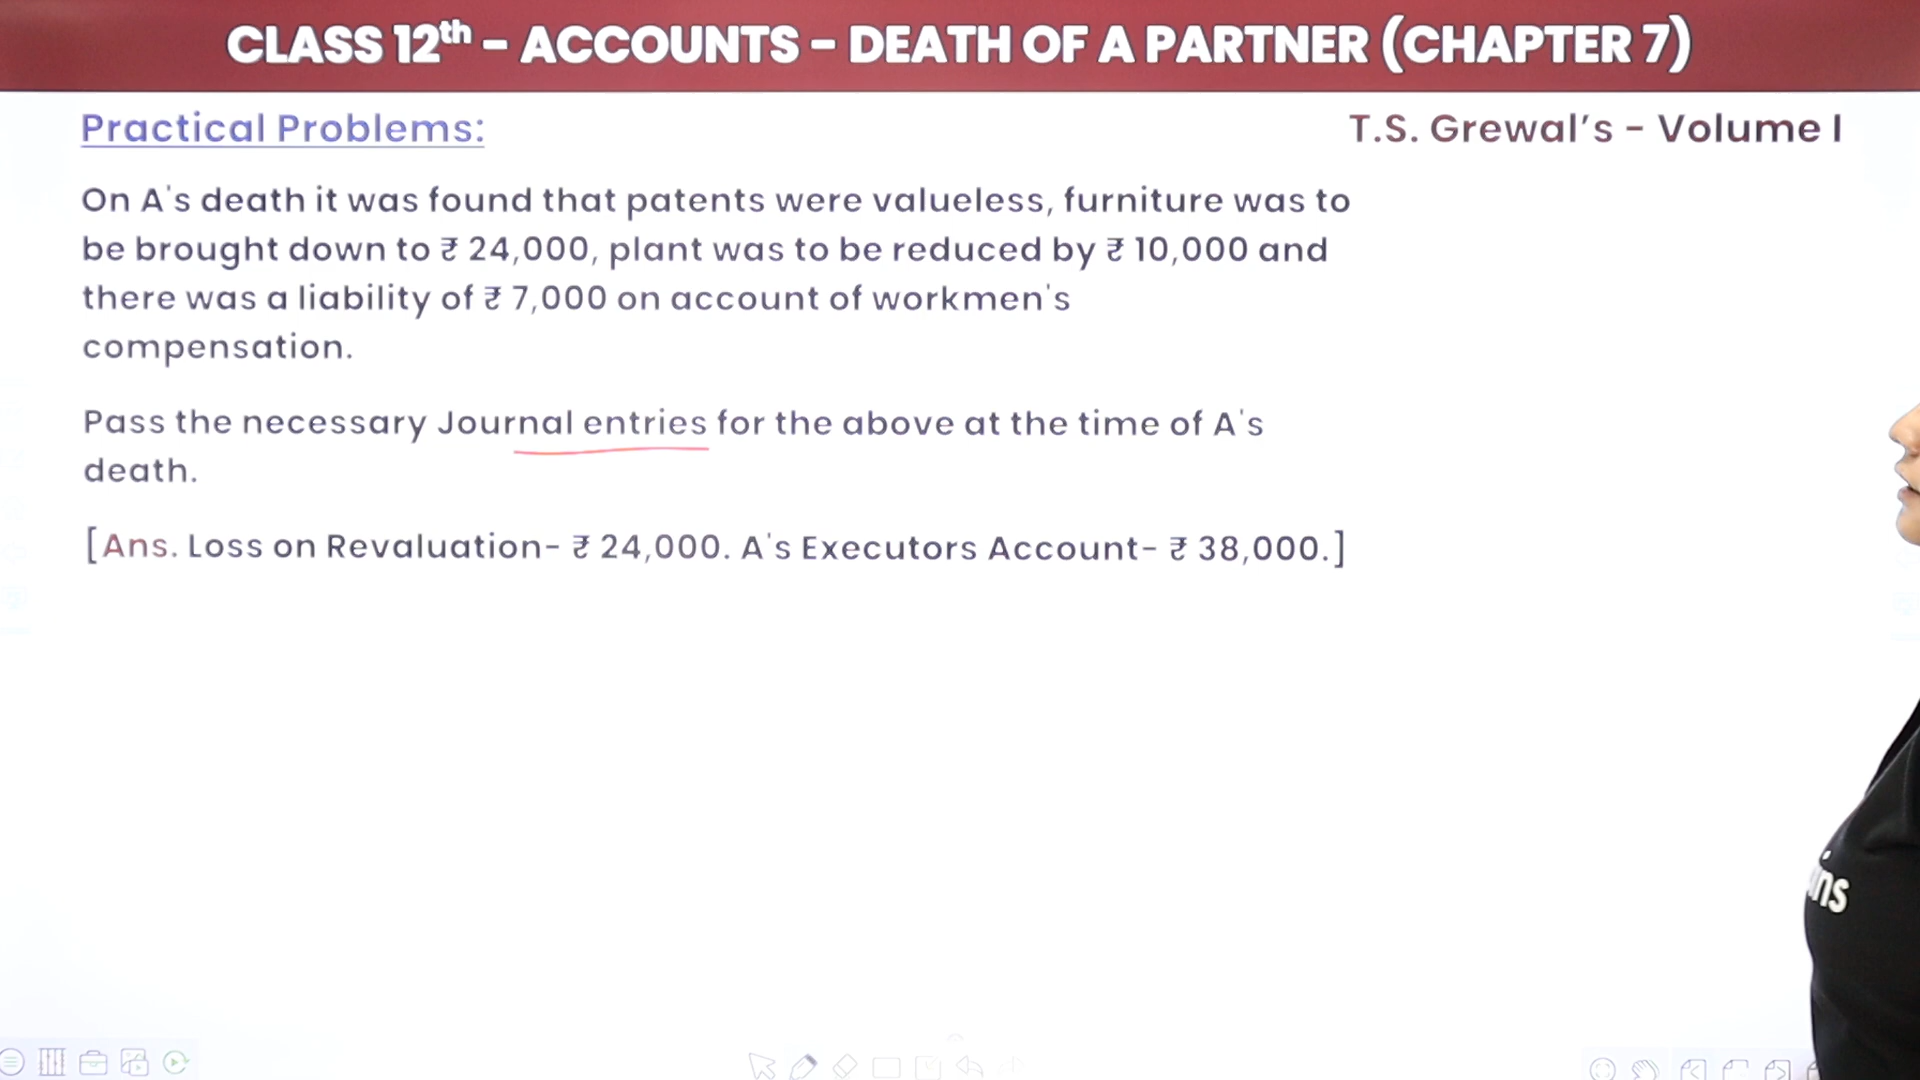 CLASS 12th – ACCOUNTS – DEATH OF A PARTNER (CHAPTER 7)
Practical Problems:
T.S. Grewal’s – Volume I
On A's death it was found that patents were valueless, furniture was to
be brought down to ₹ 24,000, plant was to be reduced by ₹ 10,000 and
there was a liability of ₹ 7,000 on account of workmen's
compensation.
Pass the necessary Journal entries for the above at the time of A's
death.
[Ans. Loss on Revaluation- ₹ 24,000. A's Executors Account- ₹ 38,000.]